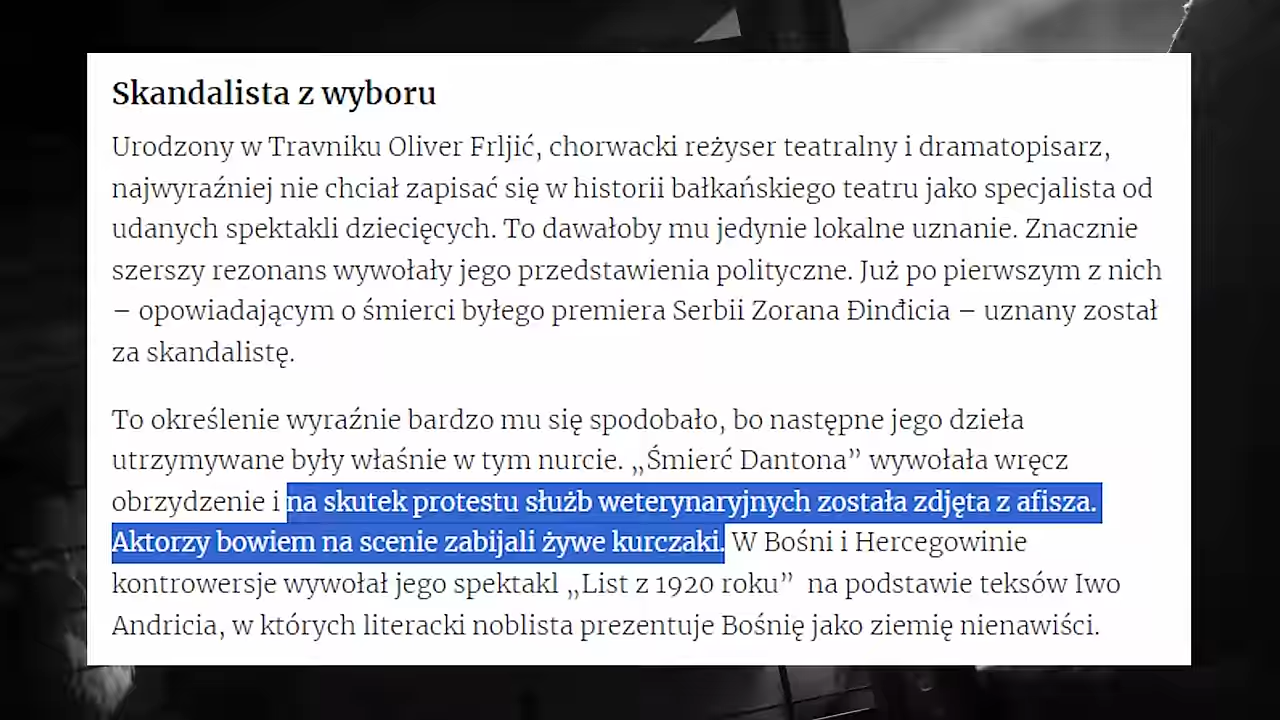 Skandalista z wyboru
Urodzony w Travniku Oliver Frljić, chorwacki reżyser teatralny i dramatopisarz,
najwyraźniej nie chciał zapisać się w historii bałkańskiego teatru jako specjalista od
udanych spektakli dziecięcych. To dawałoby mu jedynie lokalne uznanie. Znacznie
szerszy rezonans wywołały jego przedstawienia polityczne. Już po pierwszym z nich
– opowiadającym o śmierci byłego premiera Serbii Zorana Đinđicia – uznany został
za skandalistę.
To określenie wyraźnie bardzo mu się spodobało, bo następne jego dzieła
utrzymywane były właśnie w tym nurcie. „Śmierć Dantona” wywołała wręcz
obrzydzenie i na skutek protestu służb weterynaryjnych została zdjęta z afisza.
Aktorzy bowiem na scenie zabijali żywe kurczaki. W Bośni i Hercegowinie
kontrowersje wywołał jego spektakl „List z 1920 roku” na podstawie teksów Iwo
Andricia, w których literacki noblista prezentuje Bośnię jako ziemię nienawiści.